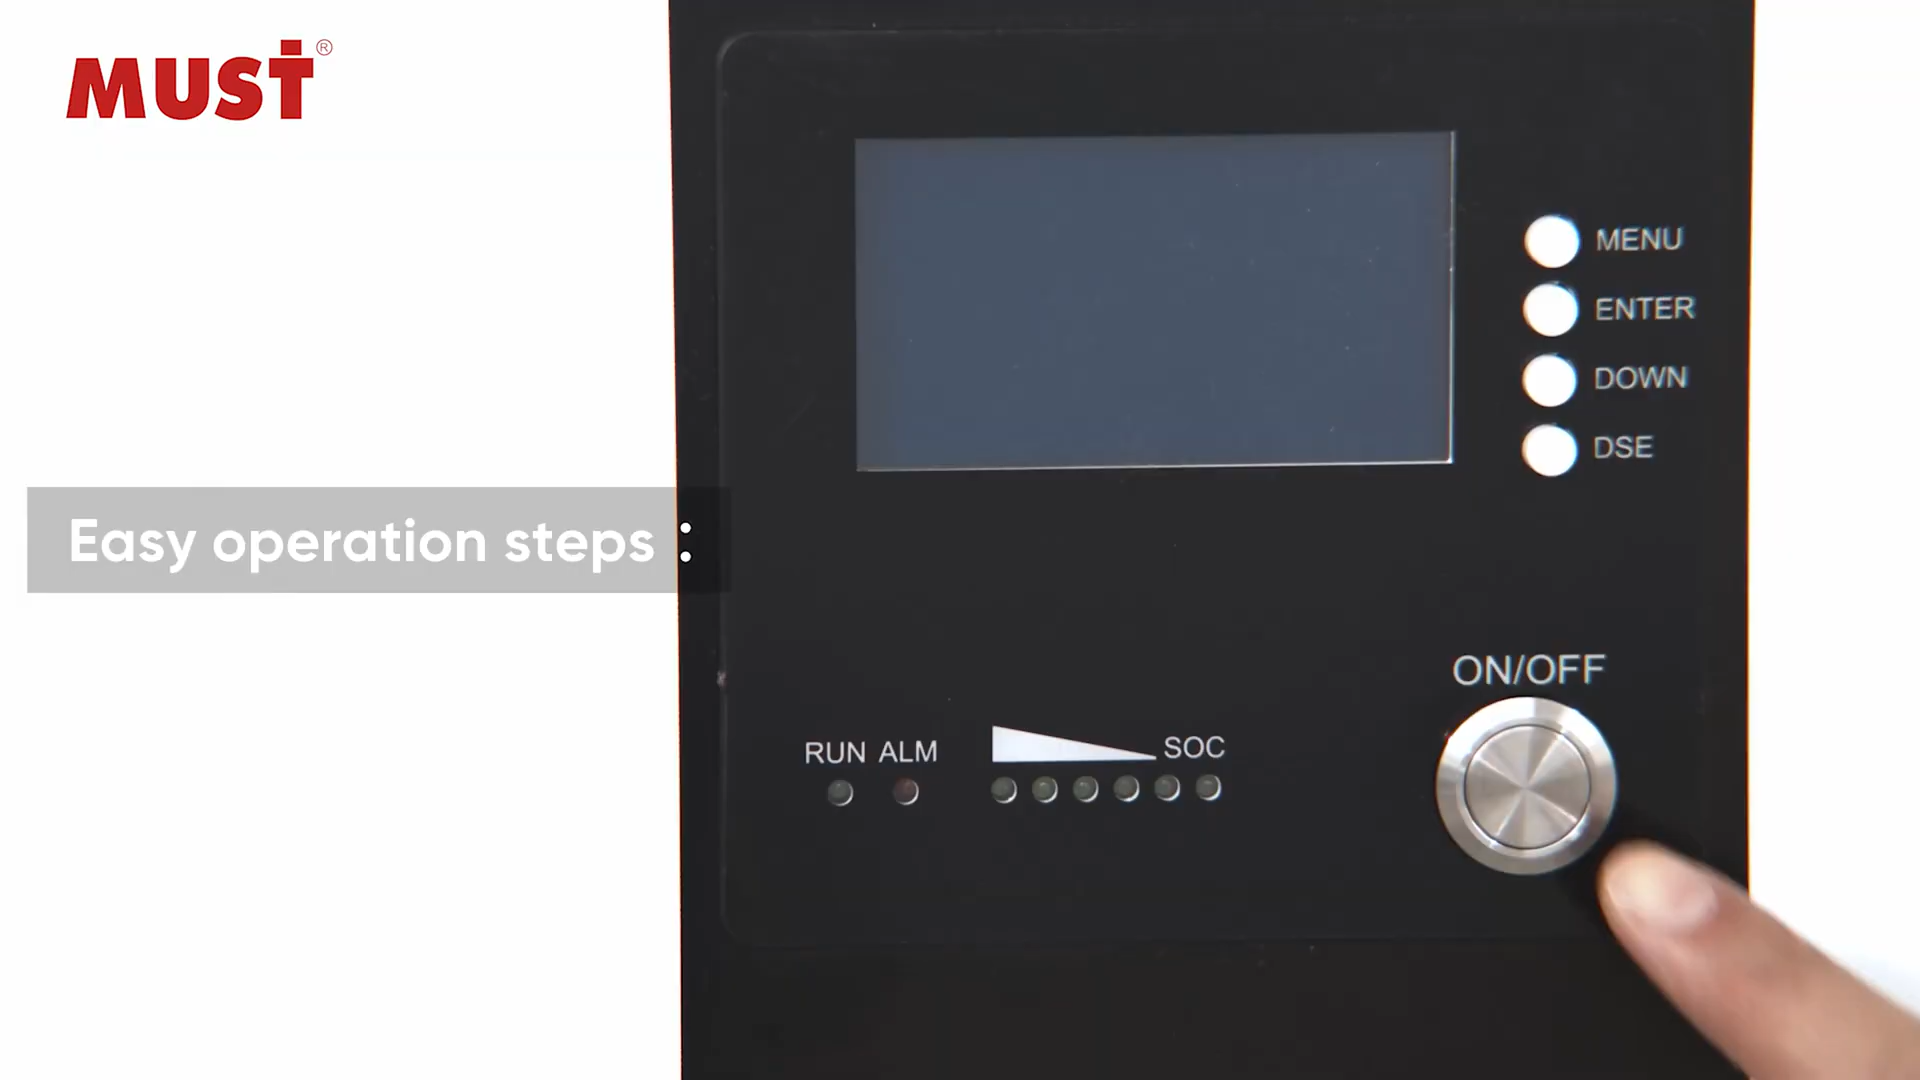 MUST®
MENU
ENTER
DOWN
DSE
Easy operation steps :
ON/OFF
RUN ALM
SOC